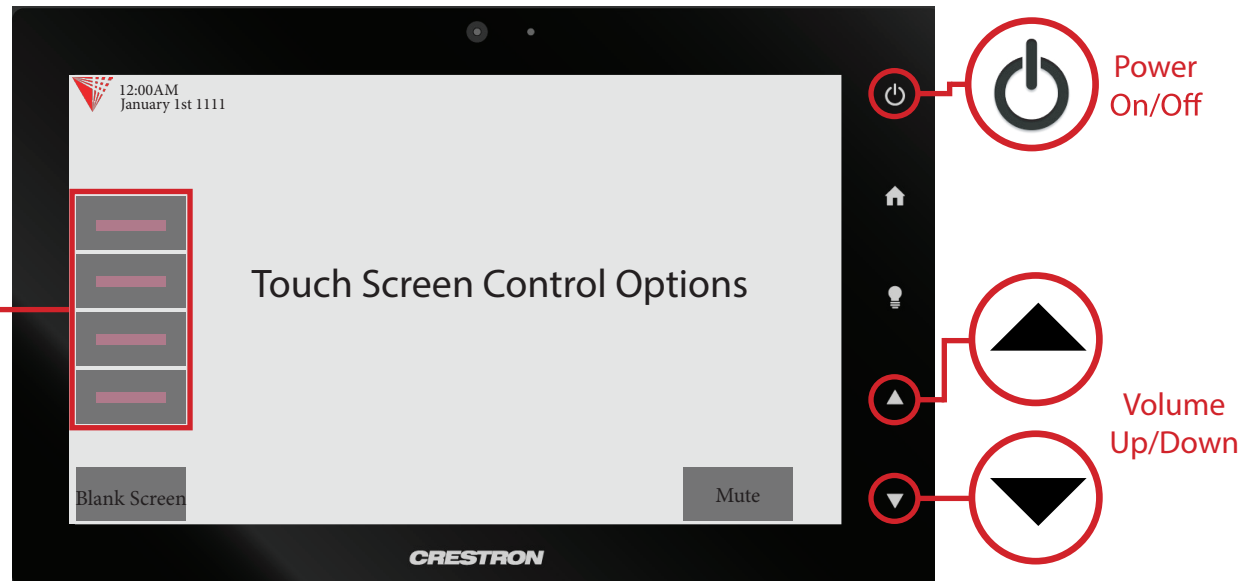 12:00AM
January 1st 1111
Power
On/Off
Touch Screen Control Options
Volume
Up/Down
Blank Screen
Mute
CRESTRON